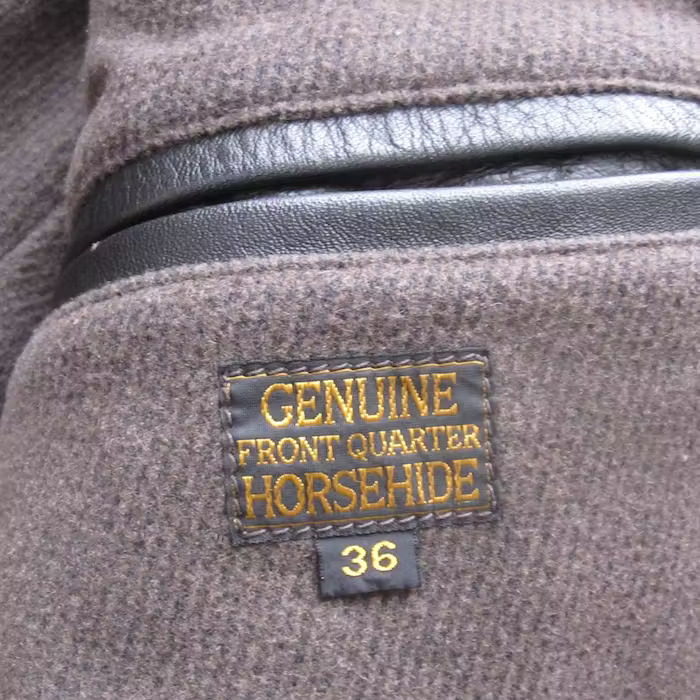 GENUINE
FRONT QUARTER
HORSEHIDE
36